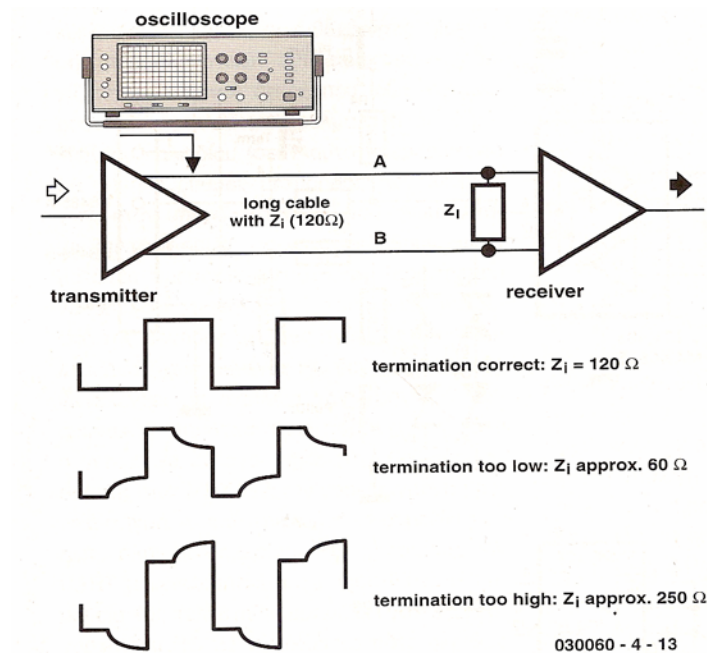 oscilloscope
A
long cable
with Zi (120Ω)
Zl
B
transmitter
receiver
termination correct: Zi = 120 Ω
termination too low: Zi approx. 60 Ω
termination too high: Zi approx. 250 Ω
030060 - 4 - 13